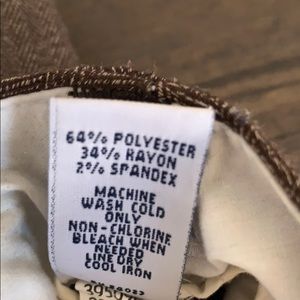 64% POLYESTER
34% RAYON
2% SPANDEX
MACHINE
WASH COLD
ONLY
NON-CHLORINE
BLEACH WHEN
NEEDED
LINE DRY
COOL IRON